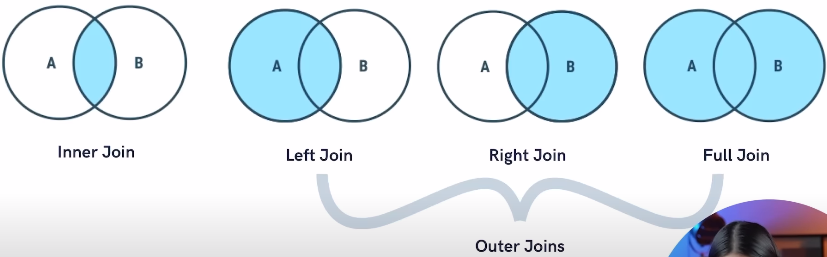 A B
A B
A B
A B
Inner Join
Left Join
Right Join
Full Join
Outer Joins